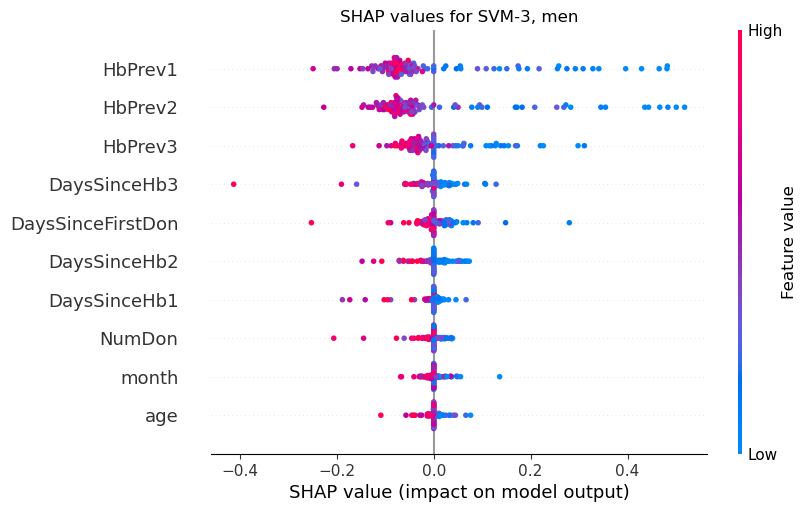 SHAP values for SVM-3, men
High
HbPrev1
HbPrev2
HbPrev3
DaysSinceHb3
DaysSinceFirstDon
DaysSinceHb2
DaysSinceHb1
NumDon
month
age
Feature value
Low
−0.4 −0.2 0.0 0.2 0.4
SHAP value (impact on model output)